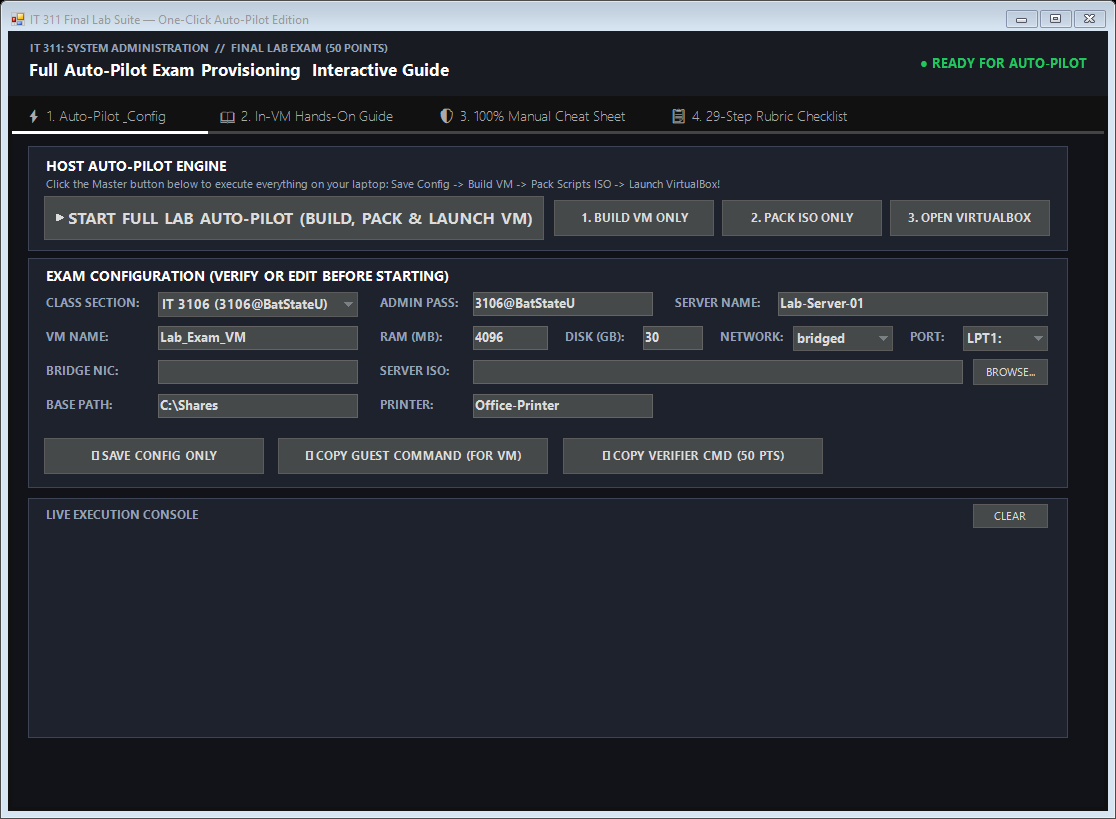 IT 311 Final Lab Suite — One-Click Auto-Pilot Edition
IT 311: SYSTEM ADMINISTRATION // FINAL LAB EXAM (50 POINTS)
Full Auto-Pilot Exam Provisioning Interactive Guide
● READY FOR AUTO-PILOT
1. Auto-Pilot _Config
2. In-VM Hands-On Guide
3. 100% Manual Cheat Sheet
4. 29-Step Rubric Checklist
HOST AUTO-PILOT ENGINE
Click the Master button below to execute everything on your laptop: Save Config -> Build VM -> Pack Scripts ISO -> Launch VirtualBox!
START FULL LAB AUTO-PILOT (BUILD, PACK & LAUNCH VM)
1. BUILD VM ONLY
2. PACK ISO ONLY
3. OPEN VIRTUALBOX
EXAM CONFIGURATION (VERIFY OR EDIT BEFORE STARTING)
CLASS SECTION: IT 3106 (3106@BatStateU) ADMIN PASS: 3106@BatStateU SERVER NAME: Lab-Server-01
VM NAME: Lab_Exam_VM RAM (MB): 4096 DISK (GB): 30 NETWORK: bridged PORT: LPT1:
BRIDGE NIC: SERVER ISO: BROWSE...
BASE PATH: C:\Shares PRINTER: Office-Printer
SAVE CONFIG ONLY
COPY GUEST COMMAND (FOR VM)
COPY VERIFIER CMD (50 PTS)
LIVE EXECUTION CONSOLE
CLEAR